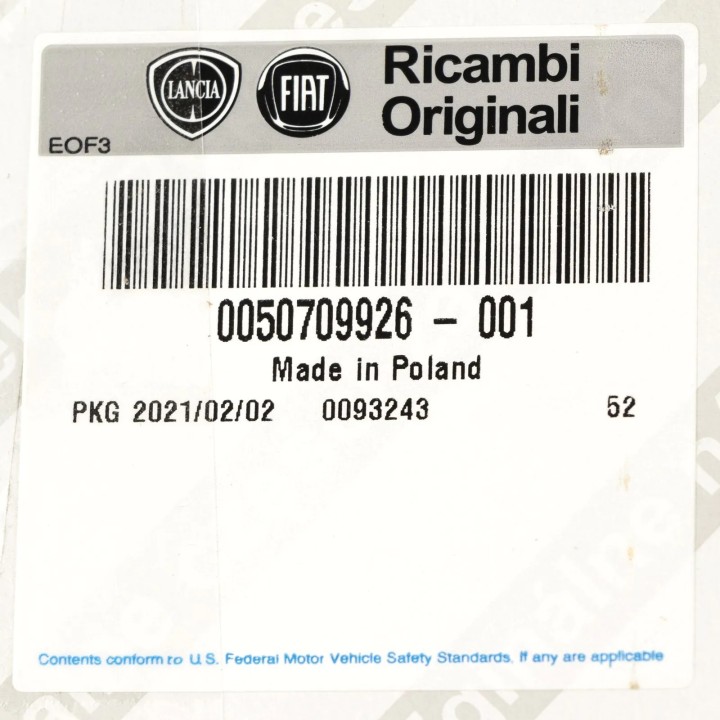 LANCIA FIAT Ricambi
Originali
EOF3
0050709926 - 001
Made in Poland
PKG 2021/02/02 0093243 52
Contents conform to U.S. Federal Motor Vehicle Safety Standards. If any are applicable